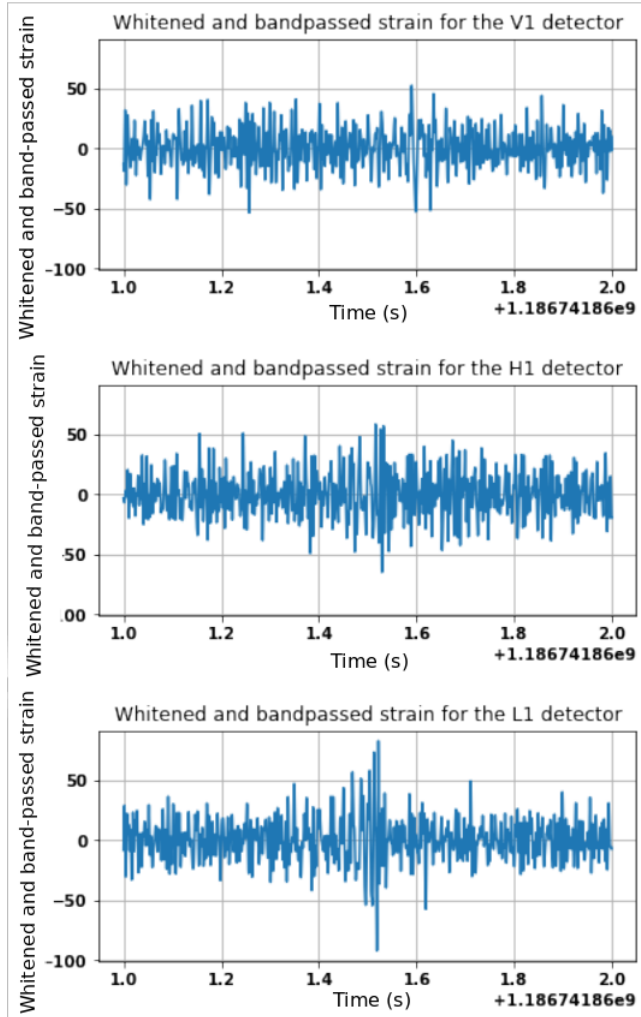 Whitened and bandpassed strain for the V1 detector
Whitened and band-passed strain
50
0
−50
−100
1.0 1.2 1.4 1.6 1.8 2.0
Time (s)
+1.18674186e9
Whitened and bandpassed strain for the H1 detector
Whitened and band-passed strain
50
0
−50
.00
1.0 1.2 1.4 1.6 1.8 2.0
Time (s)
+1.18674186e9
Whitened and bandpassed strain for the L1 detector
Whitened and band-passed strain
50
0
−50
−100
1.0 1.2 1.4 1.6 1.8 2.0
Time (s)
+1.18674186e9